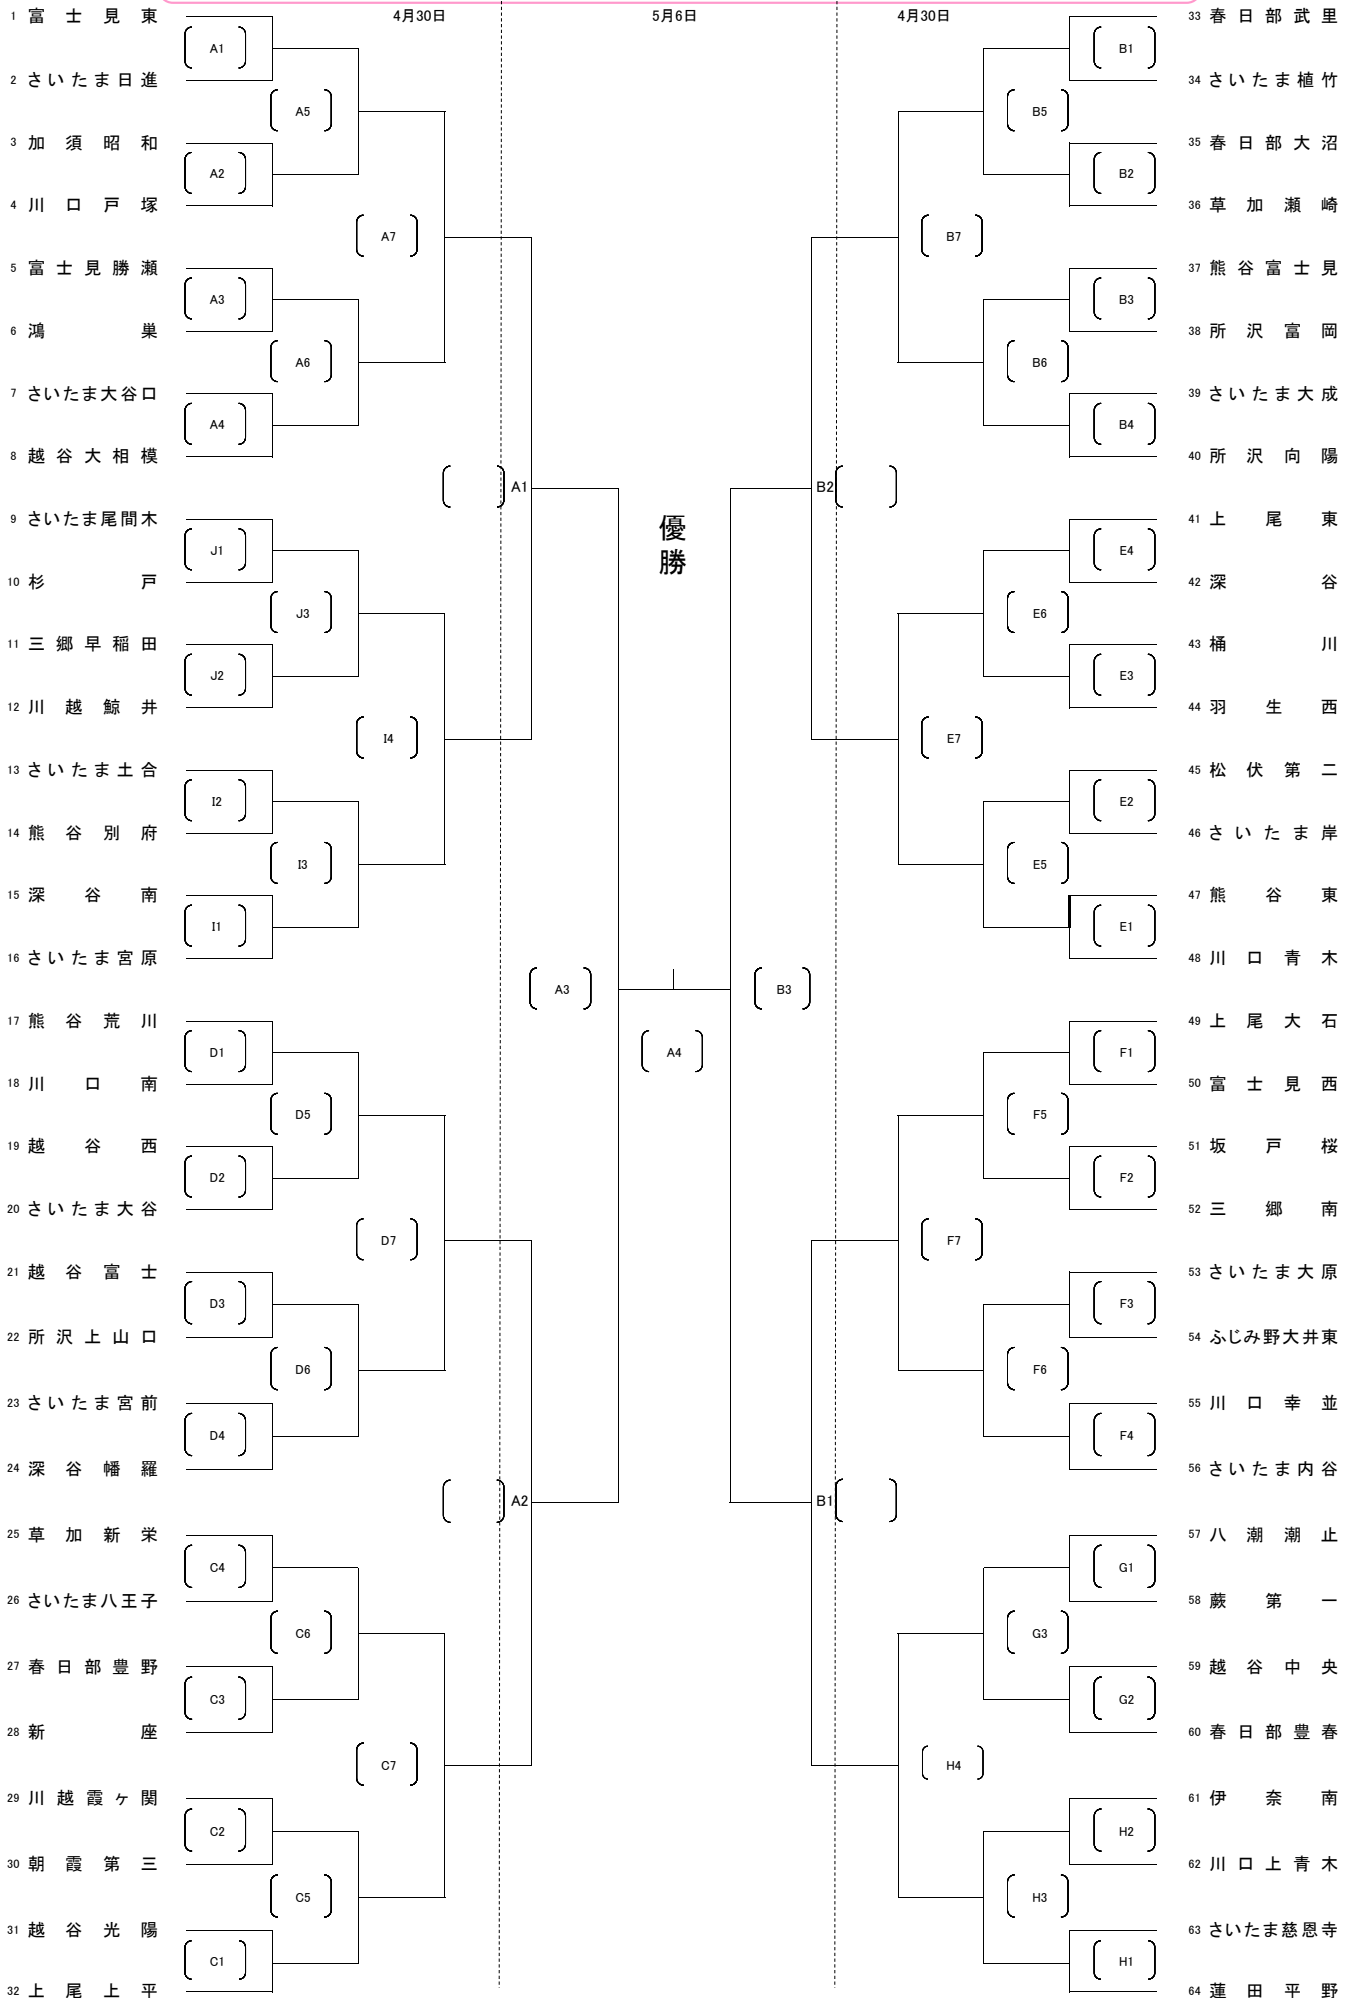 4月30日 5月6日 4月30日
1 富士見東
A1
2 さいたま日進
A5
3 加須昭和
A2
4 川口戸塚
A7
5 富士見勝瀬
A3
6 鴻巣
A6
7 さいたま大谷口
A4
8 越谷大相模
A1
9 さいたま尾間木
J1
10 杉戸
J3
11 三郷早稲田
J2
12 川越鯨井
I4
13 さいたま土合
I2
14 熊谷別府
I3
15 深谷南
I1
16 さいたま宮原
A3
17 熊谷荒川
D1
18 川口南
D5
19 越谷西
D2
20 さいたま大谷
D7
21 越谷富士
D3
22 所沢上山口
D6
23 さいたま宮前
D4
24 深谷幡羅
A2
25 草加新栄
C4
26 さいたま八王子
C6
27 春日部豊野
C3
28 新座
C7
29 川越霞ヶ関
C2
30 朝霞第三
C5
31 越谷光陽
C1
32 上尾上平
優
勝
A4
33 春日部武里
B1
34 さいたま植竹
B5
35 春日部大沼
B2
36 草加瀬崎
B7
37 熊谷富士見
B3
38 所沢富岡
B6
39 さいたま大成
B4
40 所沢向陽
B2
41 上尾東
E4
42 深谷
E6
43 桶川
E3
44 羽生西
E7
45 松伏第二
E2
46 さいたま岸
E5
47 熊谷東
E1
48 川口青木
B3
49 上尾大石
F1
50 富士見西
F5
51 坂戸桜
F2
52 三郷南
F7
53 さいたま大原
F3
54 ふじみ野大井東
F6
55 川口幸並
F4
56 さいたま内谷
B1
57 八潮潮止
G1
58 蕨第一
G3
59 越谷中央
G2
60 春日部豊春
H4
61 伊奈南
H2
62 川口上青木
H3
63 さいたま慈恩寺
H1
64 蓮田平野